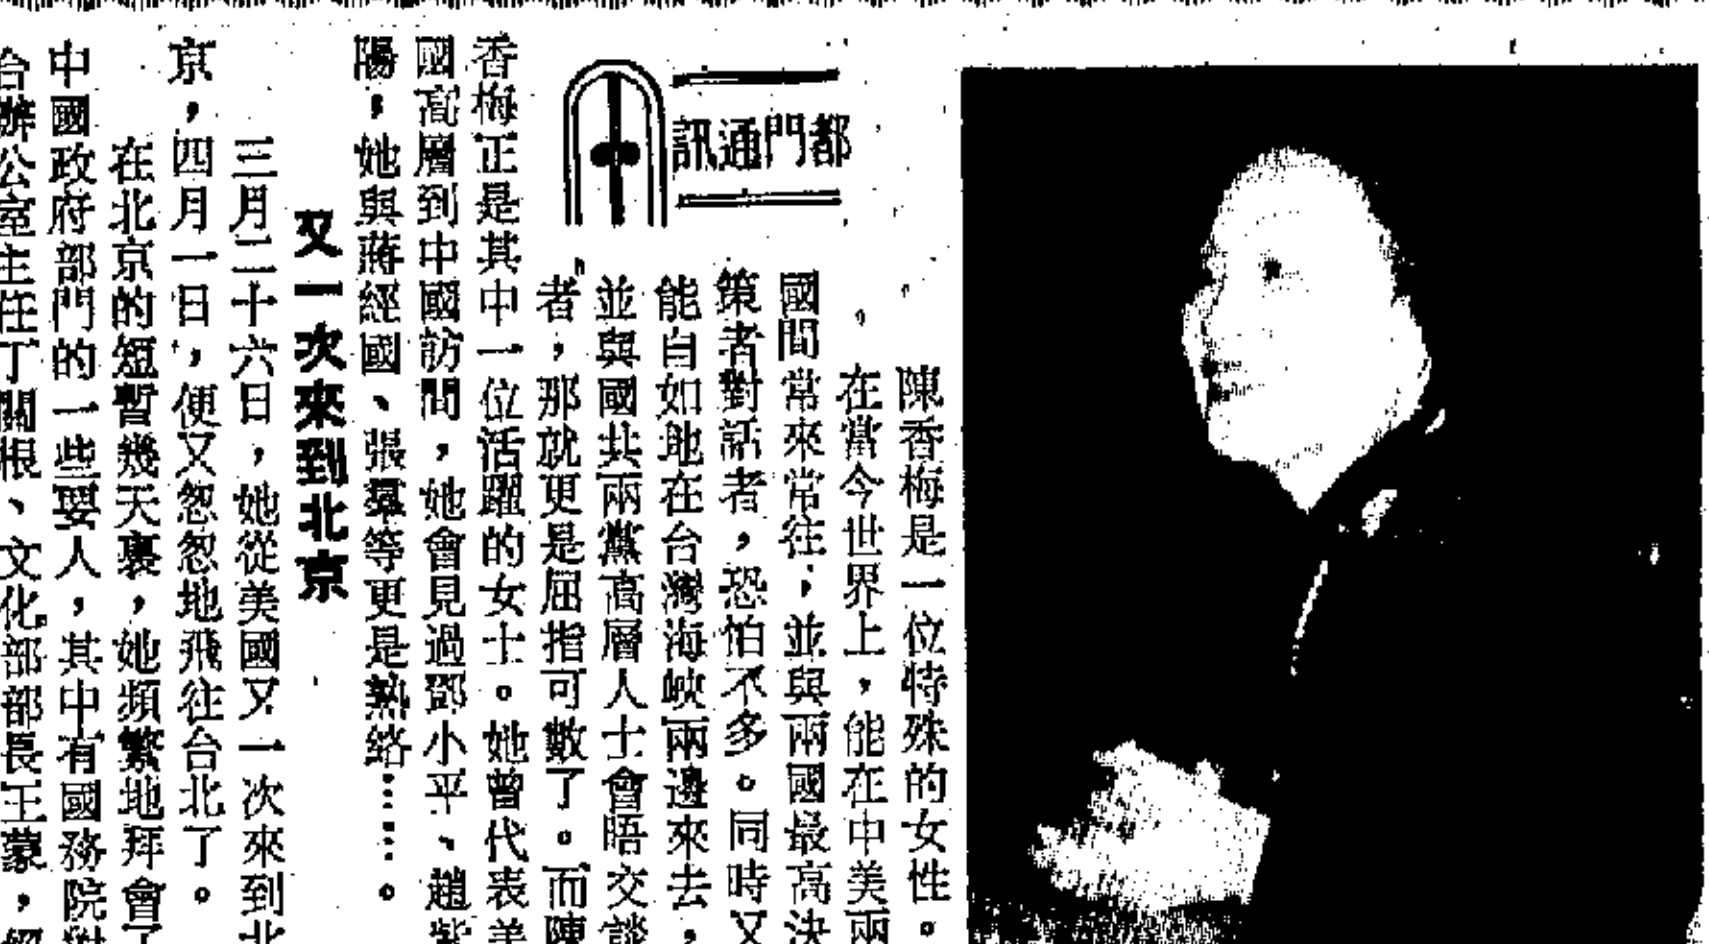 都門通訊
陳香梅是一位特殊的女性。
在當今世界上，能在中美兩
國間常來常往，並與兩國最高決
策者對話者，恐怕不多。同時又
能自如地在台灣海峽兩邊來去，
並與國共兩黨高層人士會晤交談
者，那就更是屈指可數了。而陳
香梅正是其中一位活躍的女士。她曾代表美
國高層到中國訪問，她會見過鄧小平、趙紫
陽，她與蔣經國、張羣等更是熟絡……。
又一次來到北京
三月二十六日，她從美國又一次來到北
京，四月一日，便又怱怱地飛往台北了。
在北京的短暫幾天裏，她頻繁地拜會了
中國政府部門的一些要人，其中有國務院對
台辦公室主任丁關根、文化部部長王蒙，